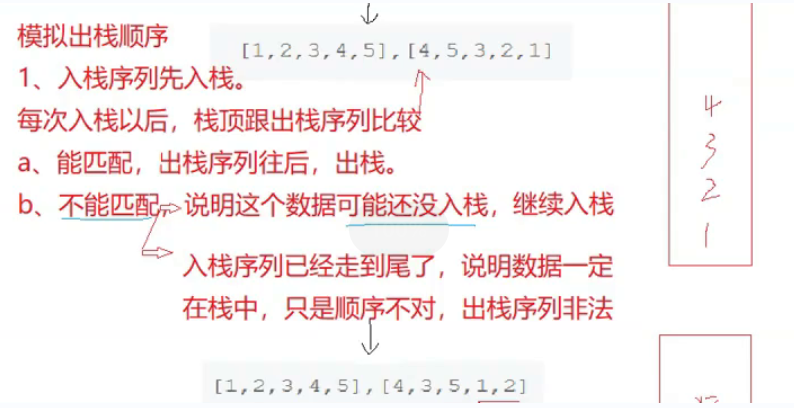 模拟出栈顺序
[1,2,3,4,5],[4,5,3,2,1]
1、入栈序列先入栈。
每次入栈以后，栈顶跟出栈序列比较
a、能匹配，出栈序列往后，出栈。
b、不能匹配，说明这个数据可能还没入栈，继续入栈
入栈序列已经走到尾了，说明数据一定
在栈中，只是顺序不对，出栈序列非法
4
3
2
1
[1,2,3,4,5],[4,3,5,1,2]